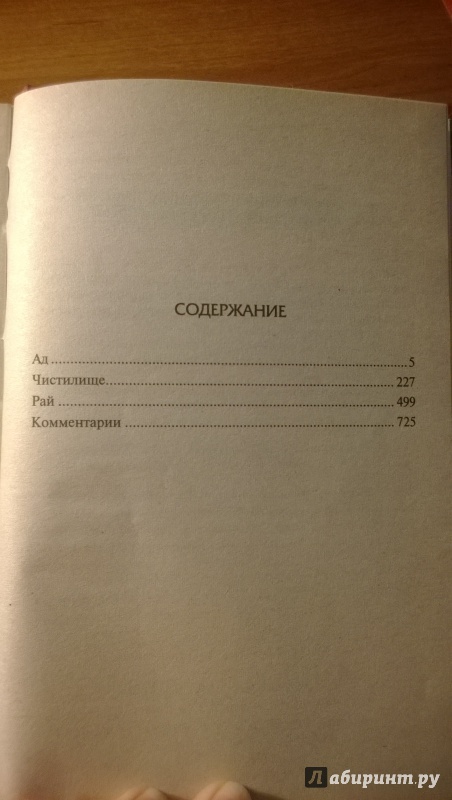 СОДЕРЖАНИЕ
Ад ........................................ 5
Чистилище ........................................ 227
Рай ........................................ 499
Комментарии ........................................ 725
Лабиринт.ру